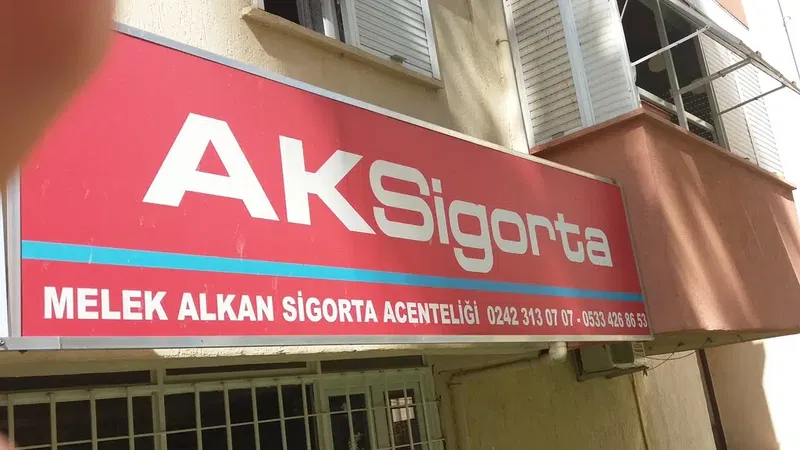 AKSigorta
MELEK ALKAN SİGORTA ACENTELİĞİ 0242 313 07 07 - 0533 426 86 53